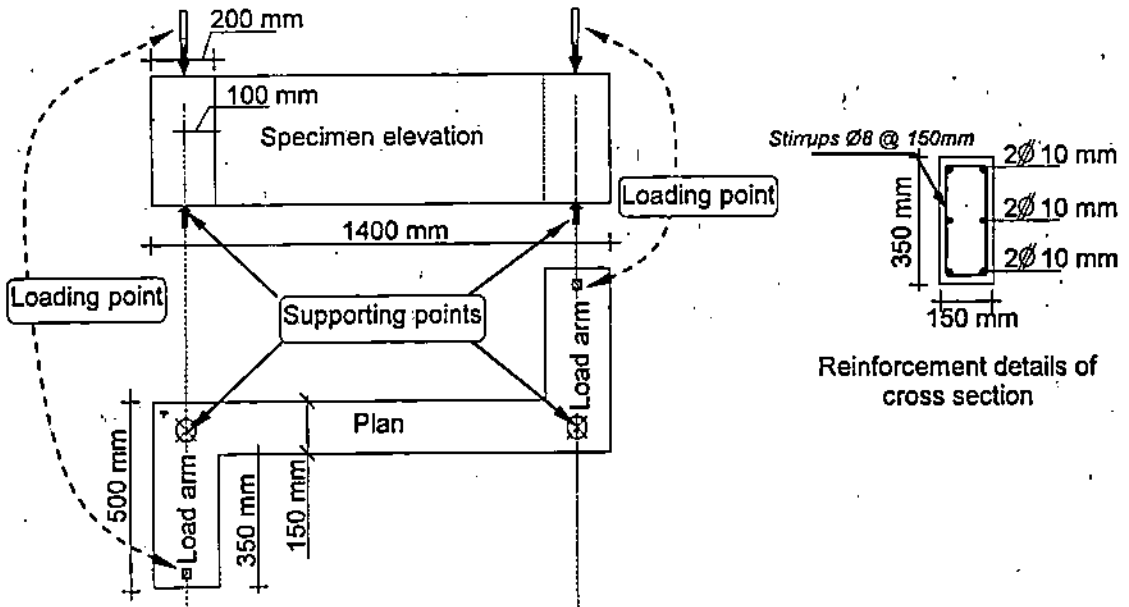 200 mm
100 mm
Specimen elevation
Stirrups Ø8 @ 150mm
2Ø 10 mm
2Ø 10 mm
2Ø 10 mm
350 mm
150 mm
Reinforcement details of
cross section
Loading point
1400 mm
Loading point
Supporting points
Load arm
Plan
Load arm
500 mm
350 mm
150 mm